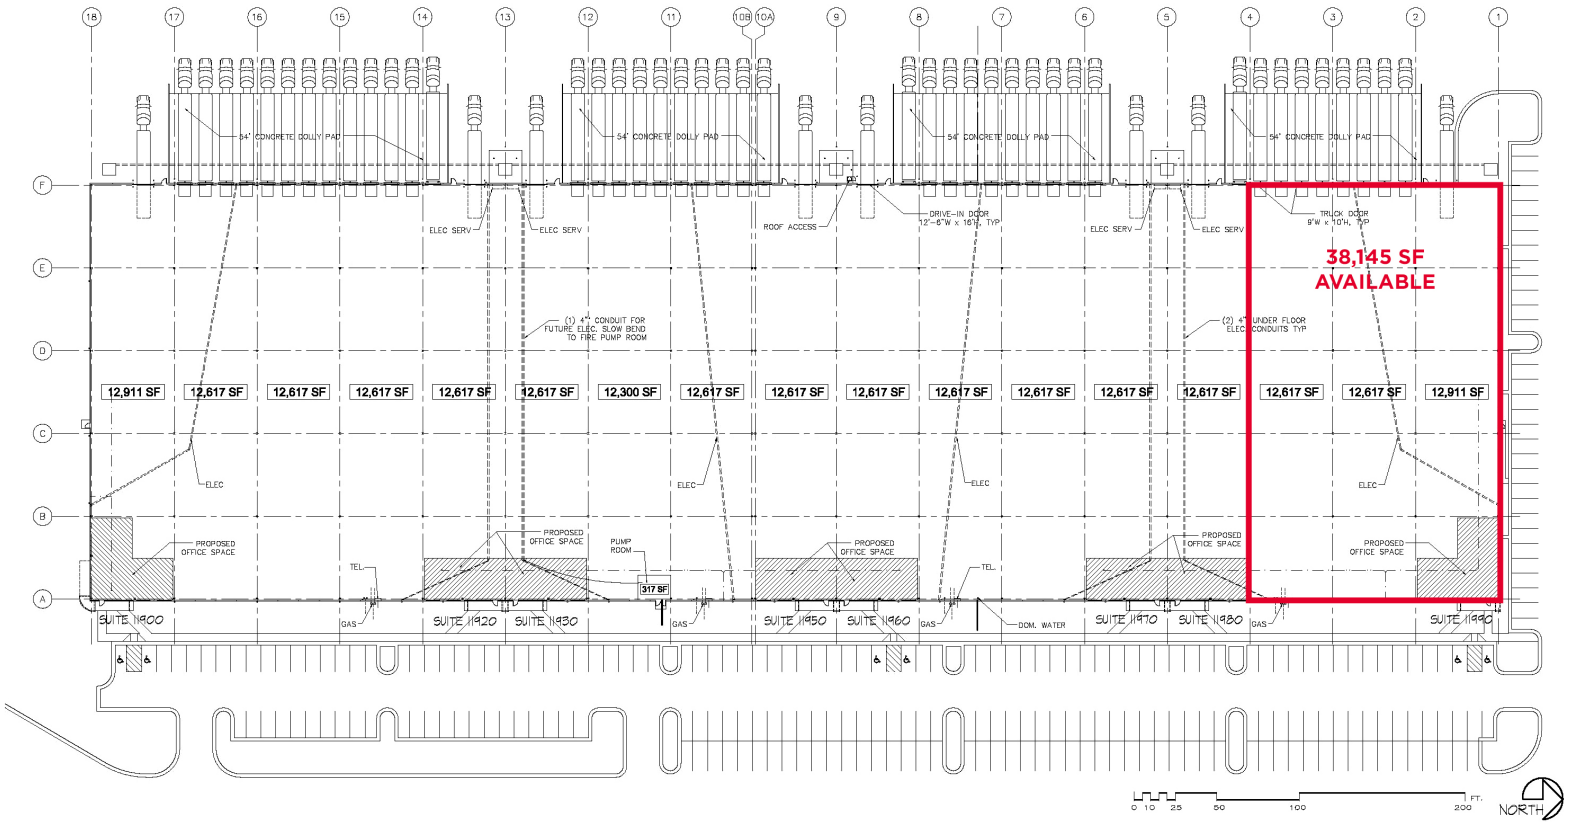 18 17 16 15 14 13 12 11 10B 10A 9 8 7 6 5 4 3 2 1
54' CONCRETE DOLLY PAD
54' CONCRETE DOLLY PAD
54' CONCRETE DOLLY PAD
54' CONCRETE DOLLY PAD
F
ELEC SERV
ELEC SERV
ROOF ACCESS
DRIVE-IN DOOR
12'-6"W x 16'H, TYP
ELEC SERV
ELEC SERV
TRUCK DOOR
9'W x 10'H, TYP
38,145 SF
AVAILABLE
E
(1) 4" CONDUIT FOR
FUTURE ELEC. SLOW BEND
TO FIRE PUMP ROOM
(2) 4" UNDER FLOOR
ELEC CONDUITS TYP
D
12,911 SF 12,617 SF 12,617 SF 12,617 SF 12,617 SF 12,617 SF 12,300 SF 12,617 SF 12,617 SF 12,617 SF 12,617 SF 12,617 SF 12,617 SF 12,617 SF 12,617 SF 12,617 SF 12,911 SF
C
ELEC
ELEC
ELEC
ELEC
B
PROPOSED
OFFICE SPACE
PROPOSED
OFFICE SPACE
PUMP
ROOM
PROPOSED
OFFICE SPACE
PROPOSED
OFFICE SPACE
PROPOSED
OFFICE SPACE
TEL.
TEL.
317 SF
A
SUITE 11900
GAS
SUITE 11920
SUITE 11930
GAS
SUITE 11950
SUITE 11960
GAS
DOM. WATER
SUITE 11970
SUITE 11980
GAS
SUITE 11990
0 10 25 50 100 200 FT.
NORTH